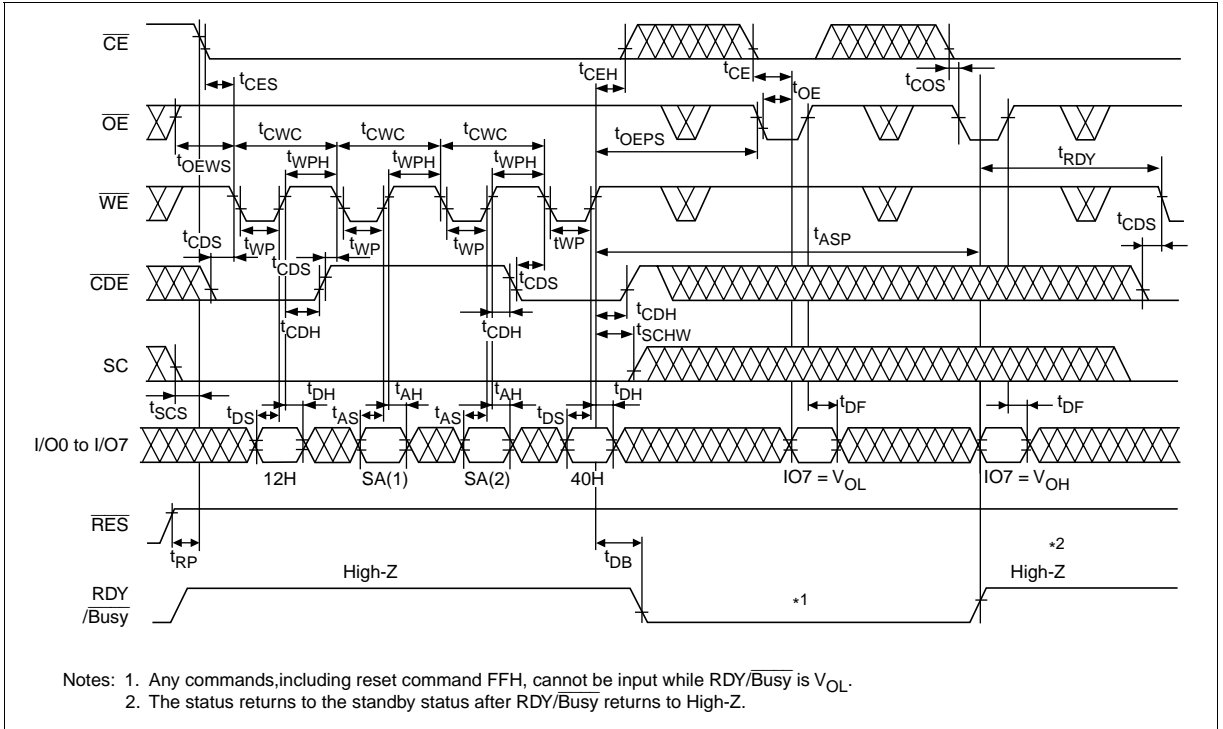 CE
tCEH
tCE
tOE
tCOS
tCES
OE
tOEWS
tCWC
tCWC
tCWC
tOEPS
tWPH
tWPH
tWPH
tRDY
WE
tCDS
tWP
tCDS
tWP
tWP
tWP
tCDS
tASP
tCDS
CDE
tCDH
tCDH
tCDH
tSCHW
SC
tSCS
tDS
tDH
tAS
tAH
tAS
tAH
tDS
tDH
tDF
tDF
I/O0 to I/O7
12H
SA(1)
SA(2)
40H
IO7 = VOL
IO7 = VOH
RES
tRP
tDB
*2
High-Z
High-Z
RDY
/Busy
*1
Notes: 1. Any commands,including reset command FFH, cannot be input while RDY/Busy is VOL.
2. The status returns to the standby status after RDY/Busy returns to High-Z.